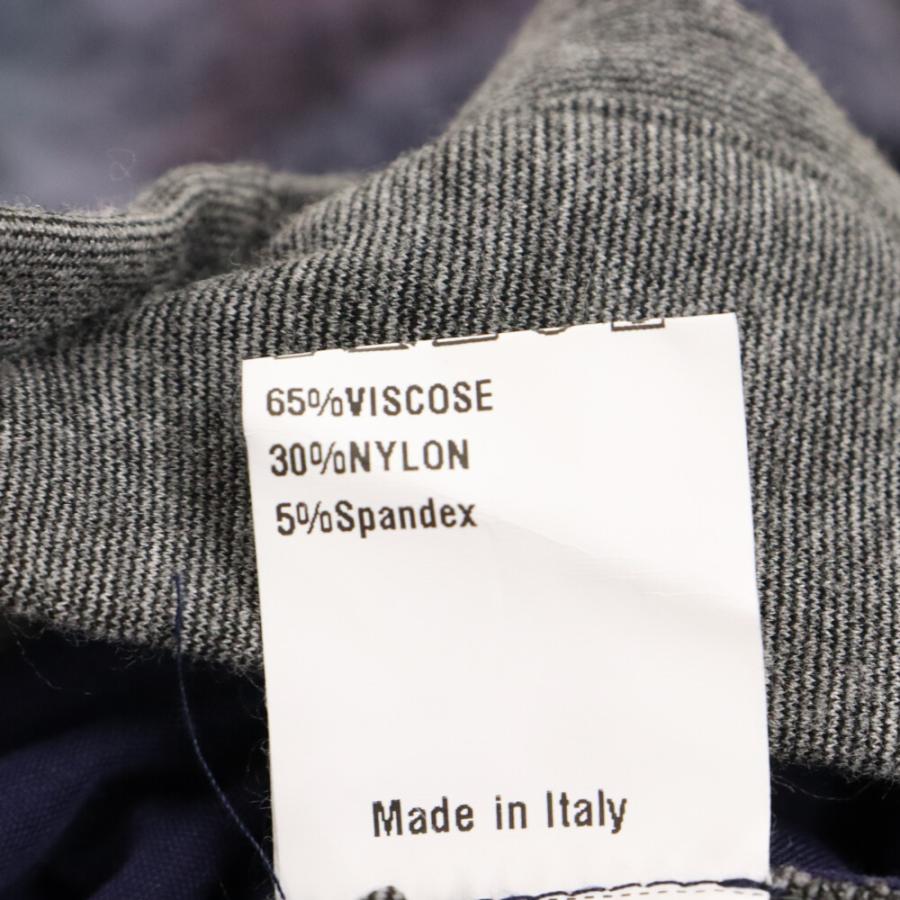 65%VISCOSE
30%NYLON
5%Spandex
Made in Italy